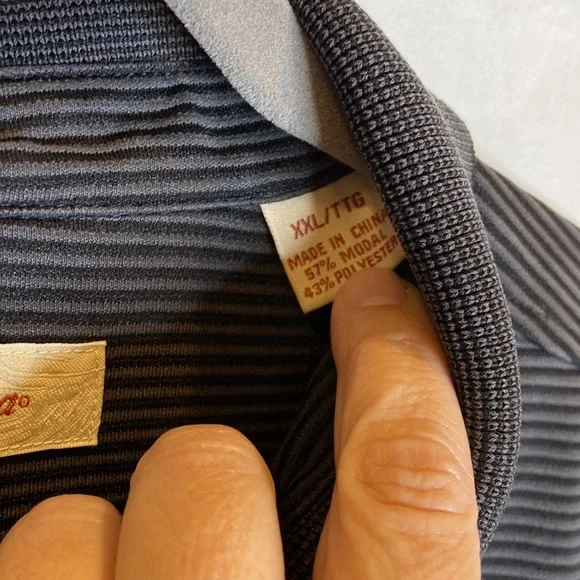 XXL/TTG
MADE IN CHINA
57% MODAL
43% POLYESTER